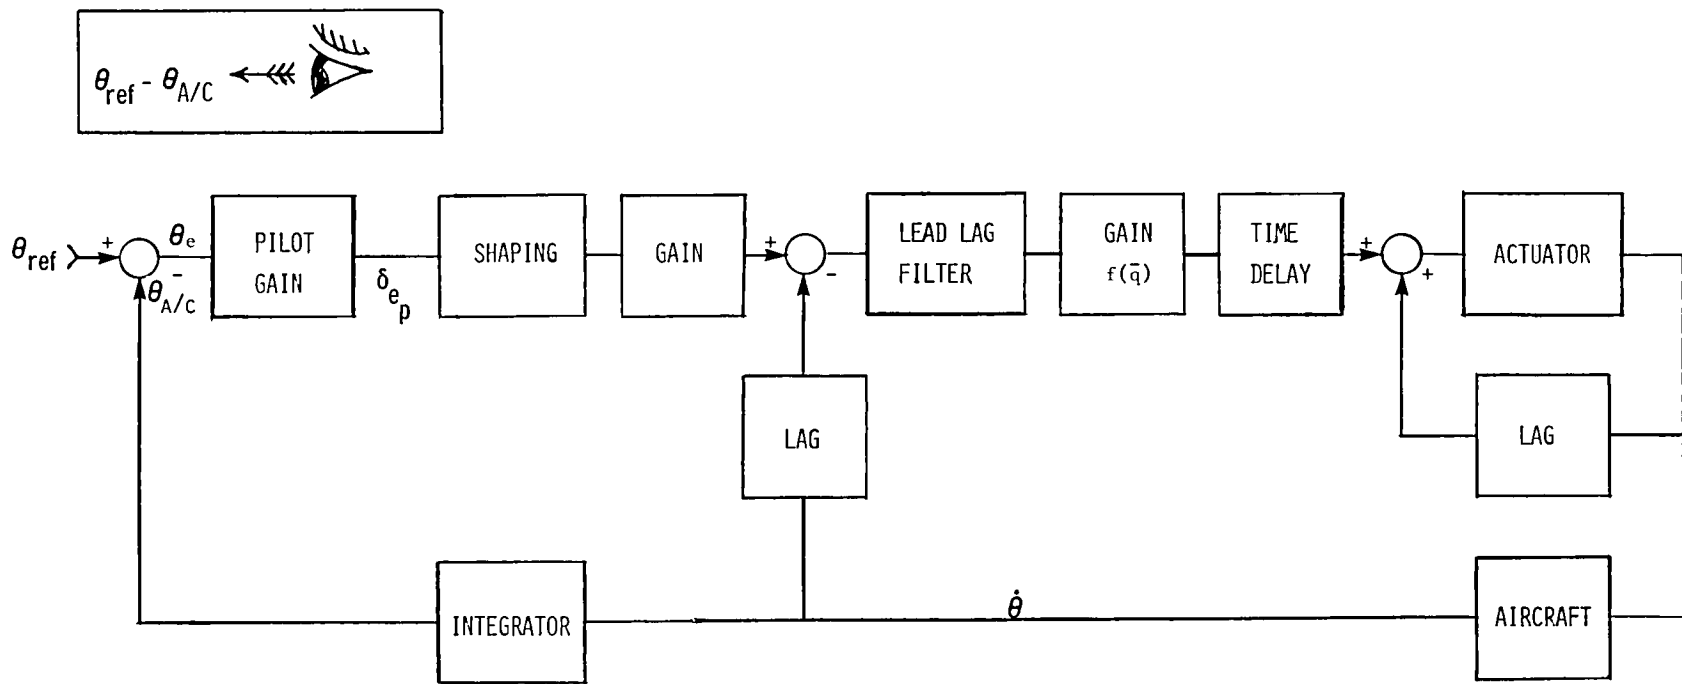 θref - θA/C
θref
+
-
θe
θA/C
PILOT
GAIN
δep
SHAPING
GAIN
+
-
LEAD LAG
FILTER
GAIN
f(q̄)
TIME
DELAY
+
+
ACTUATOR
LAG
LAG
INTEGRATOR
θ̇
AIRCRAFT